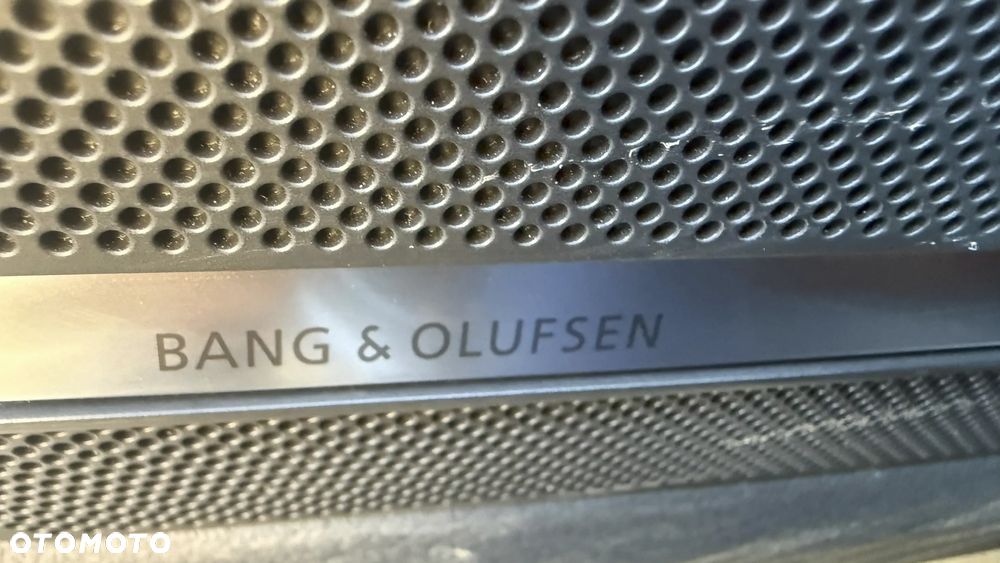 BANG & OLUFSEN
OTOMOTO